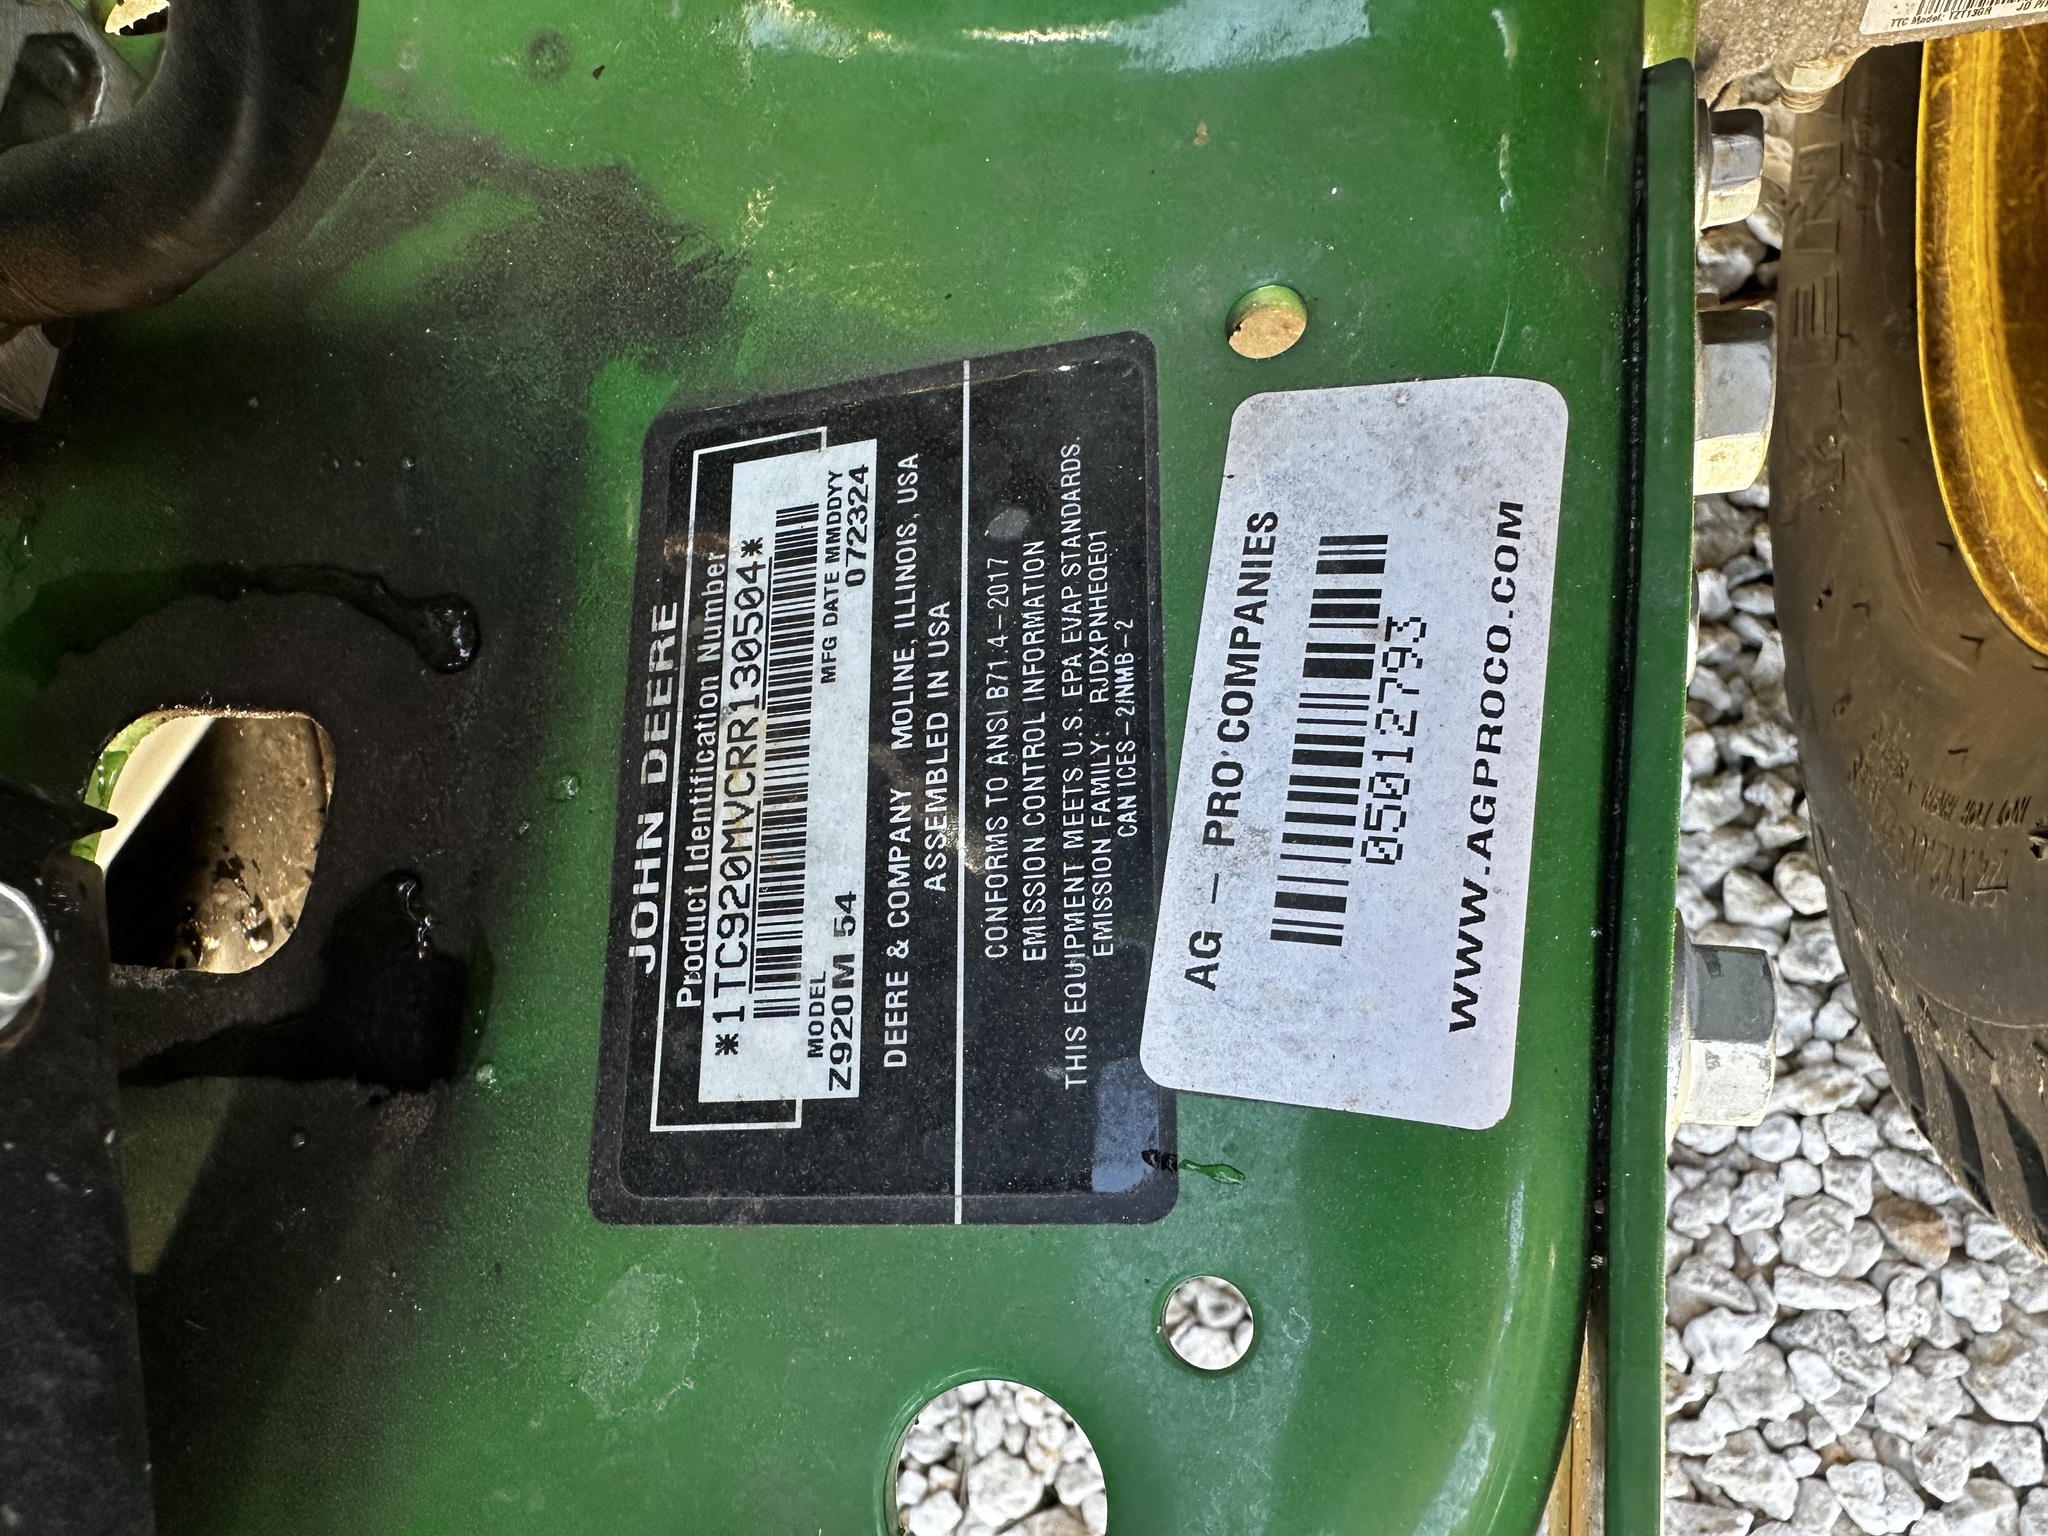 JOHN DEERE
Product Identification Number
*1TC920MVCRR130504*
MODEL MFG DATE MMDDYY
Z920M 54 072324
DEERE & COMPANY MOLINE, ILLINOIS, USA
ASSEMBLED IN USA
CONFORMS TO ANSI B71.4-2017
EMISSION CONTROL INFORMATION
THIS EQUIPMENT MEETS U.S. EPA EVAP STANDARDS.
EMISSION FAMILY: RJDXPNHEQE01
CAN ICES-2/NMB-2
AG - PRO COMPANIES
05012793
WWW.AGPROCO.COM
TTC Model: